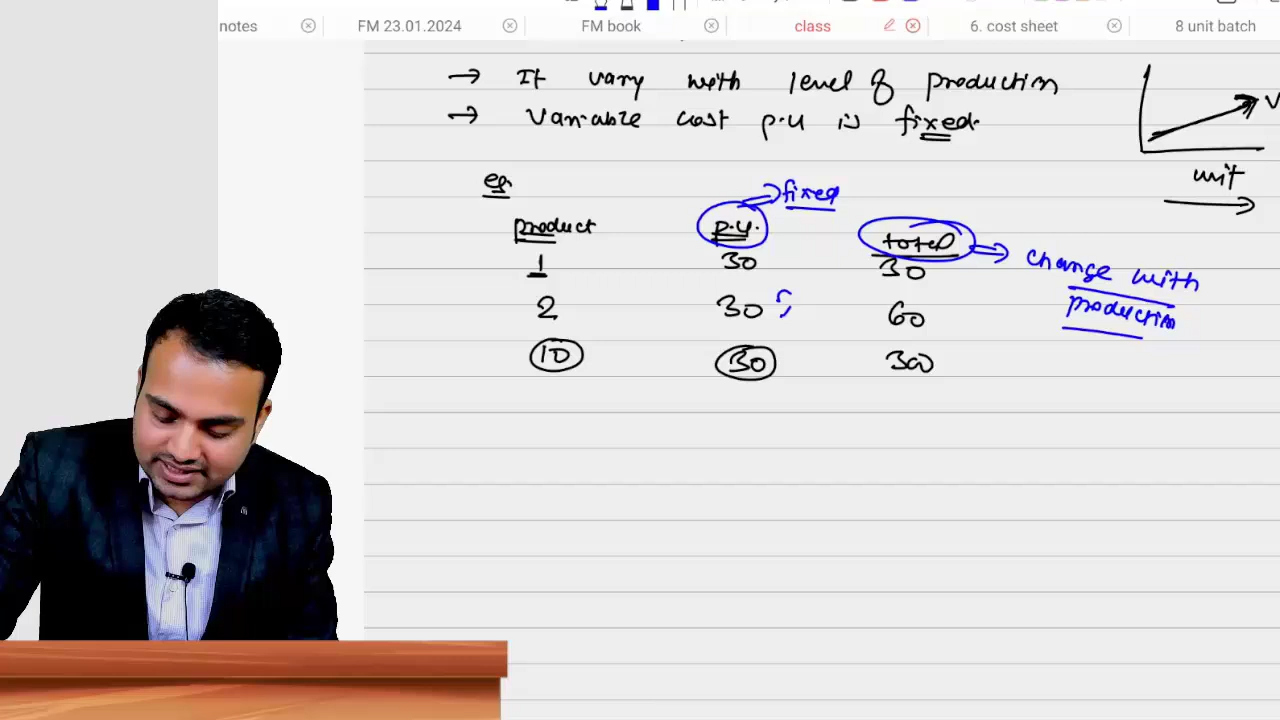 notes FM 23.01.2024 FM book class 6. cost sheet 8 unit batch
→ It vary with level of production
→ Variable cost p.u is fixed.
V
unit
eg.
fixed
product p.u. total
change with
production
1 30 30
2 30 60
10 30 300